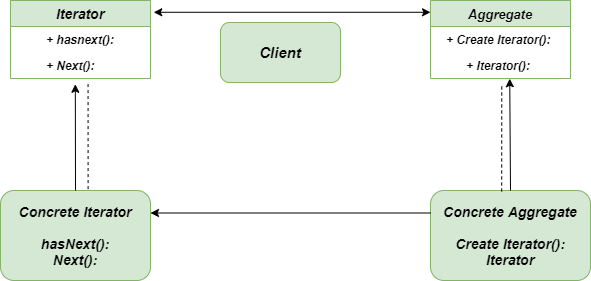 Iterator
+ hasnext():
+ Next():
Client
Aggregate
+ Create Iterator():
+ Iterator():
Concrete Iterator
hasNext():
Next():
Concrete Aggregate
Create Iterator():
Iterator